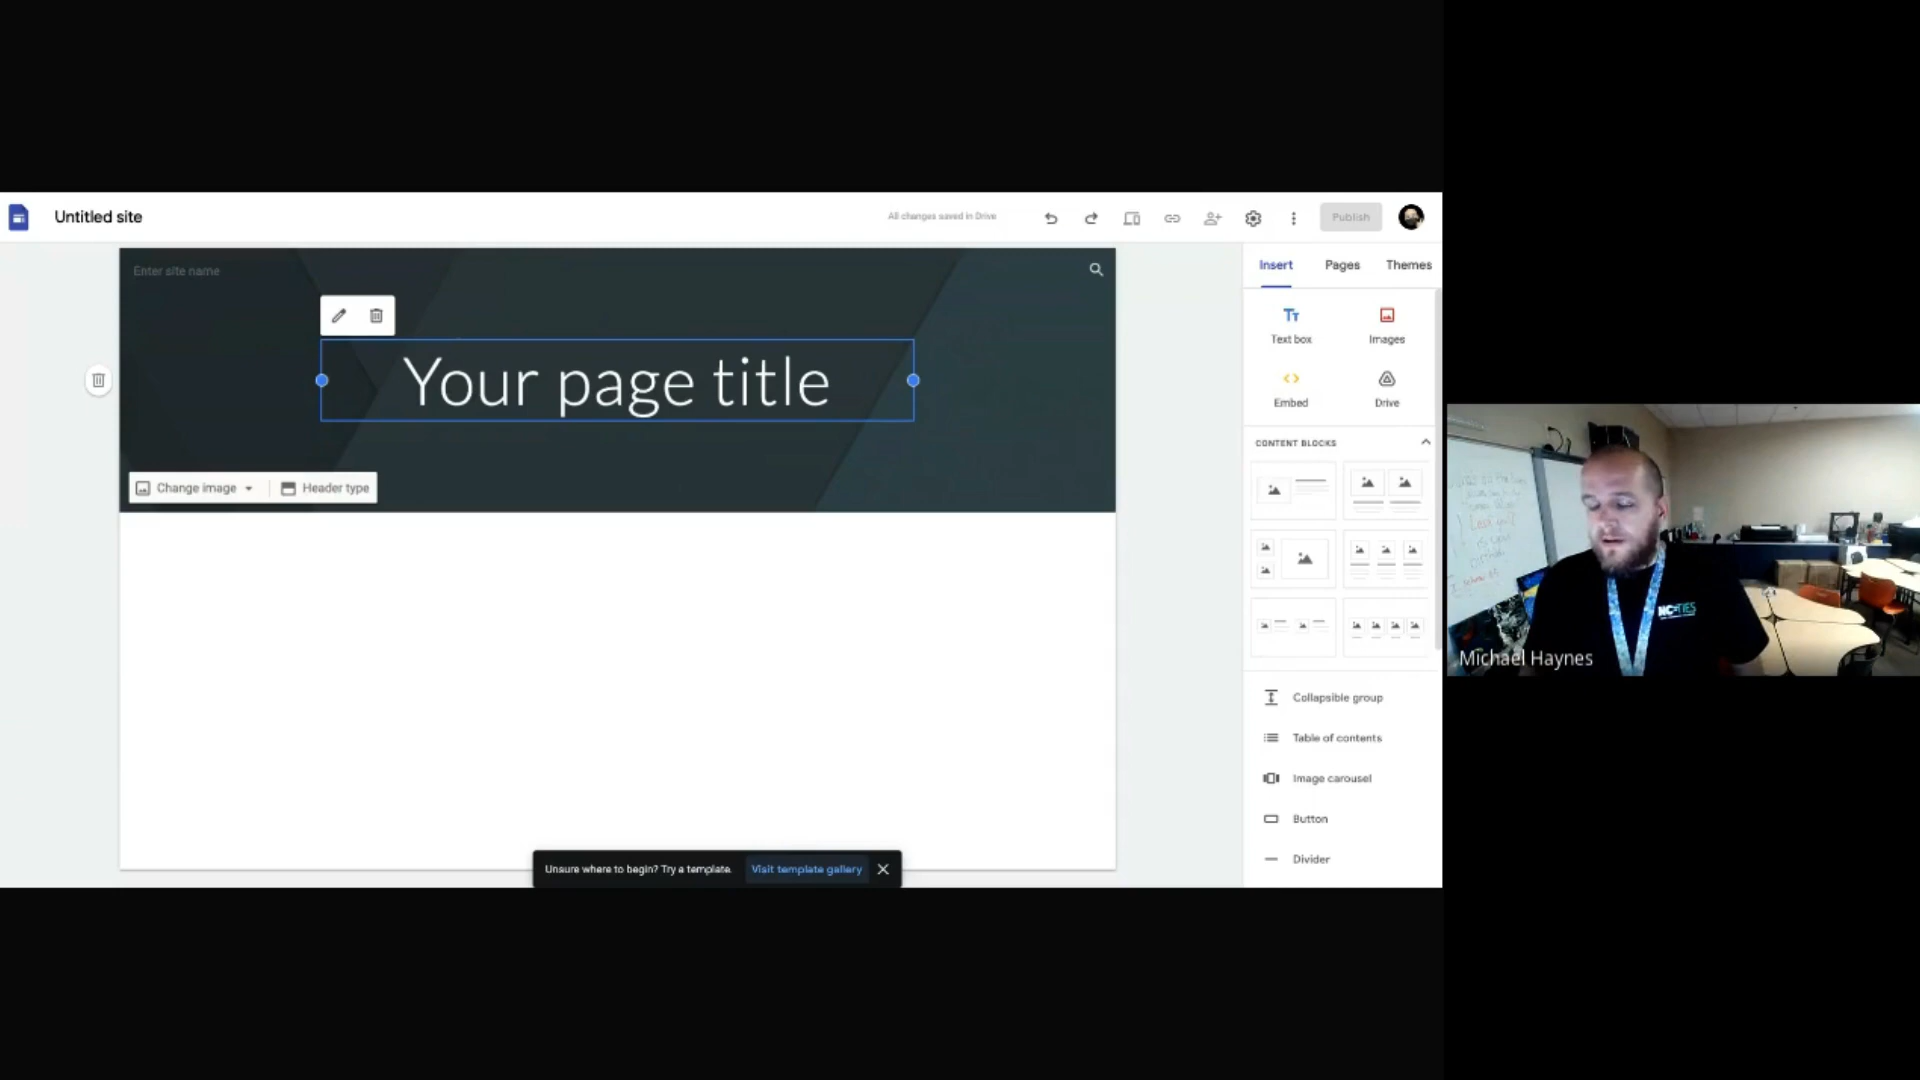 Untitled site
All changes saved in Drive
Publish
Enter site name
Your page title
Change image
Header type
Unsure where to begin? Try a template.
Visit template gallery
Insert
Pages
Themes
Text box
Images
Embed
Drive
CONTENT BLOCKS
Collapsible group
Table of contents
Image carousel
Button
Divider
NCTIES
Michael Haynes